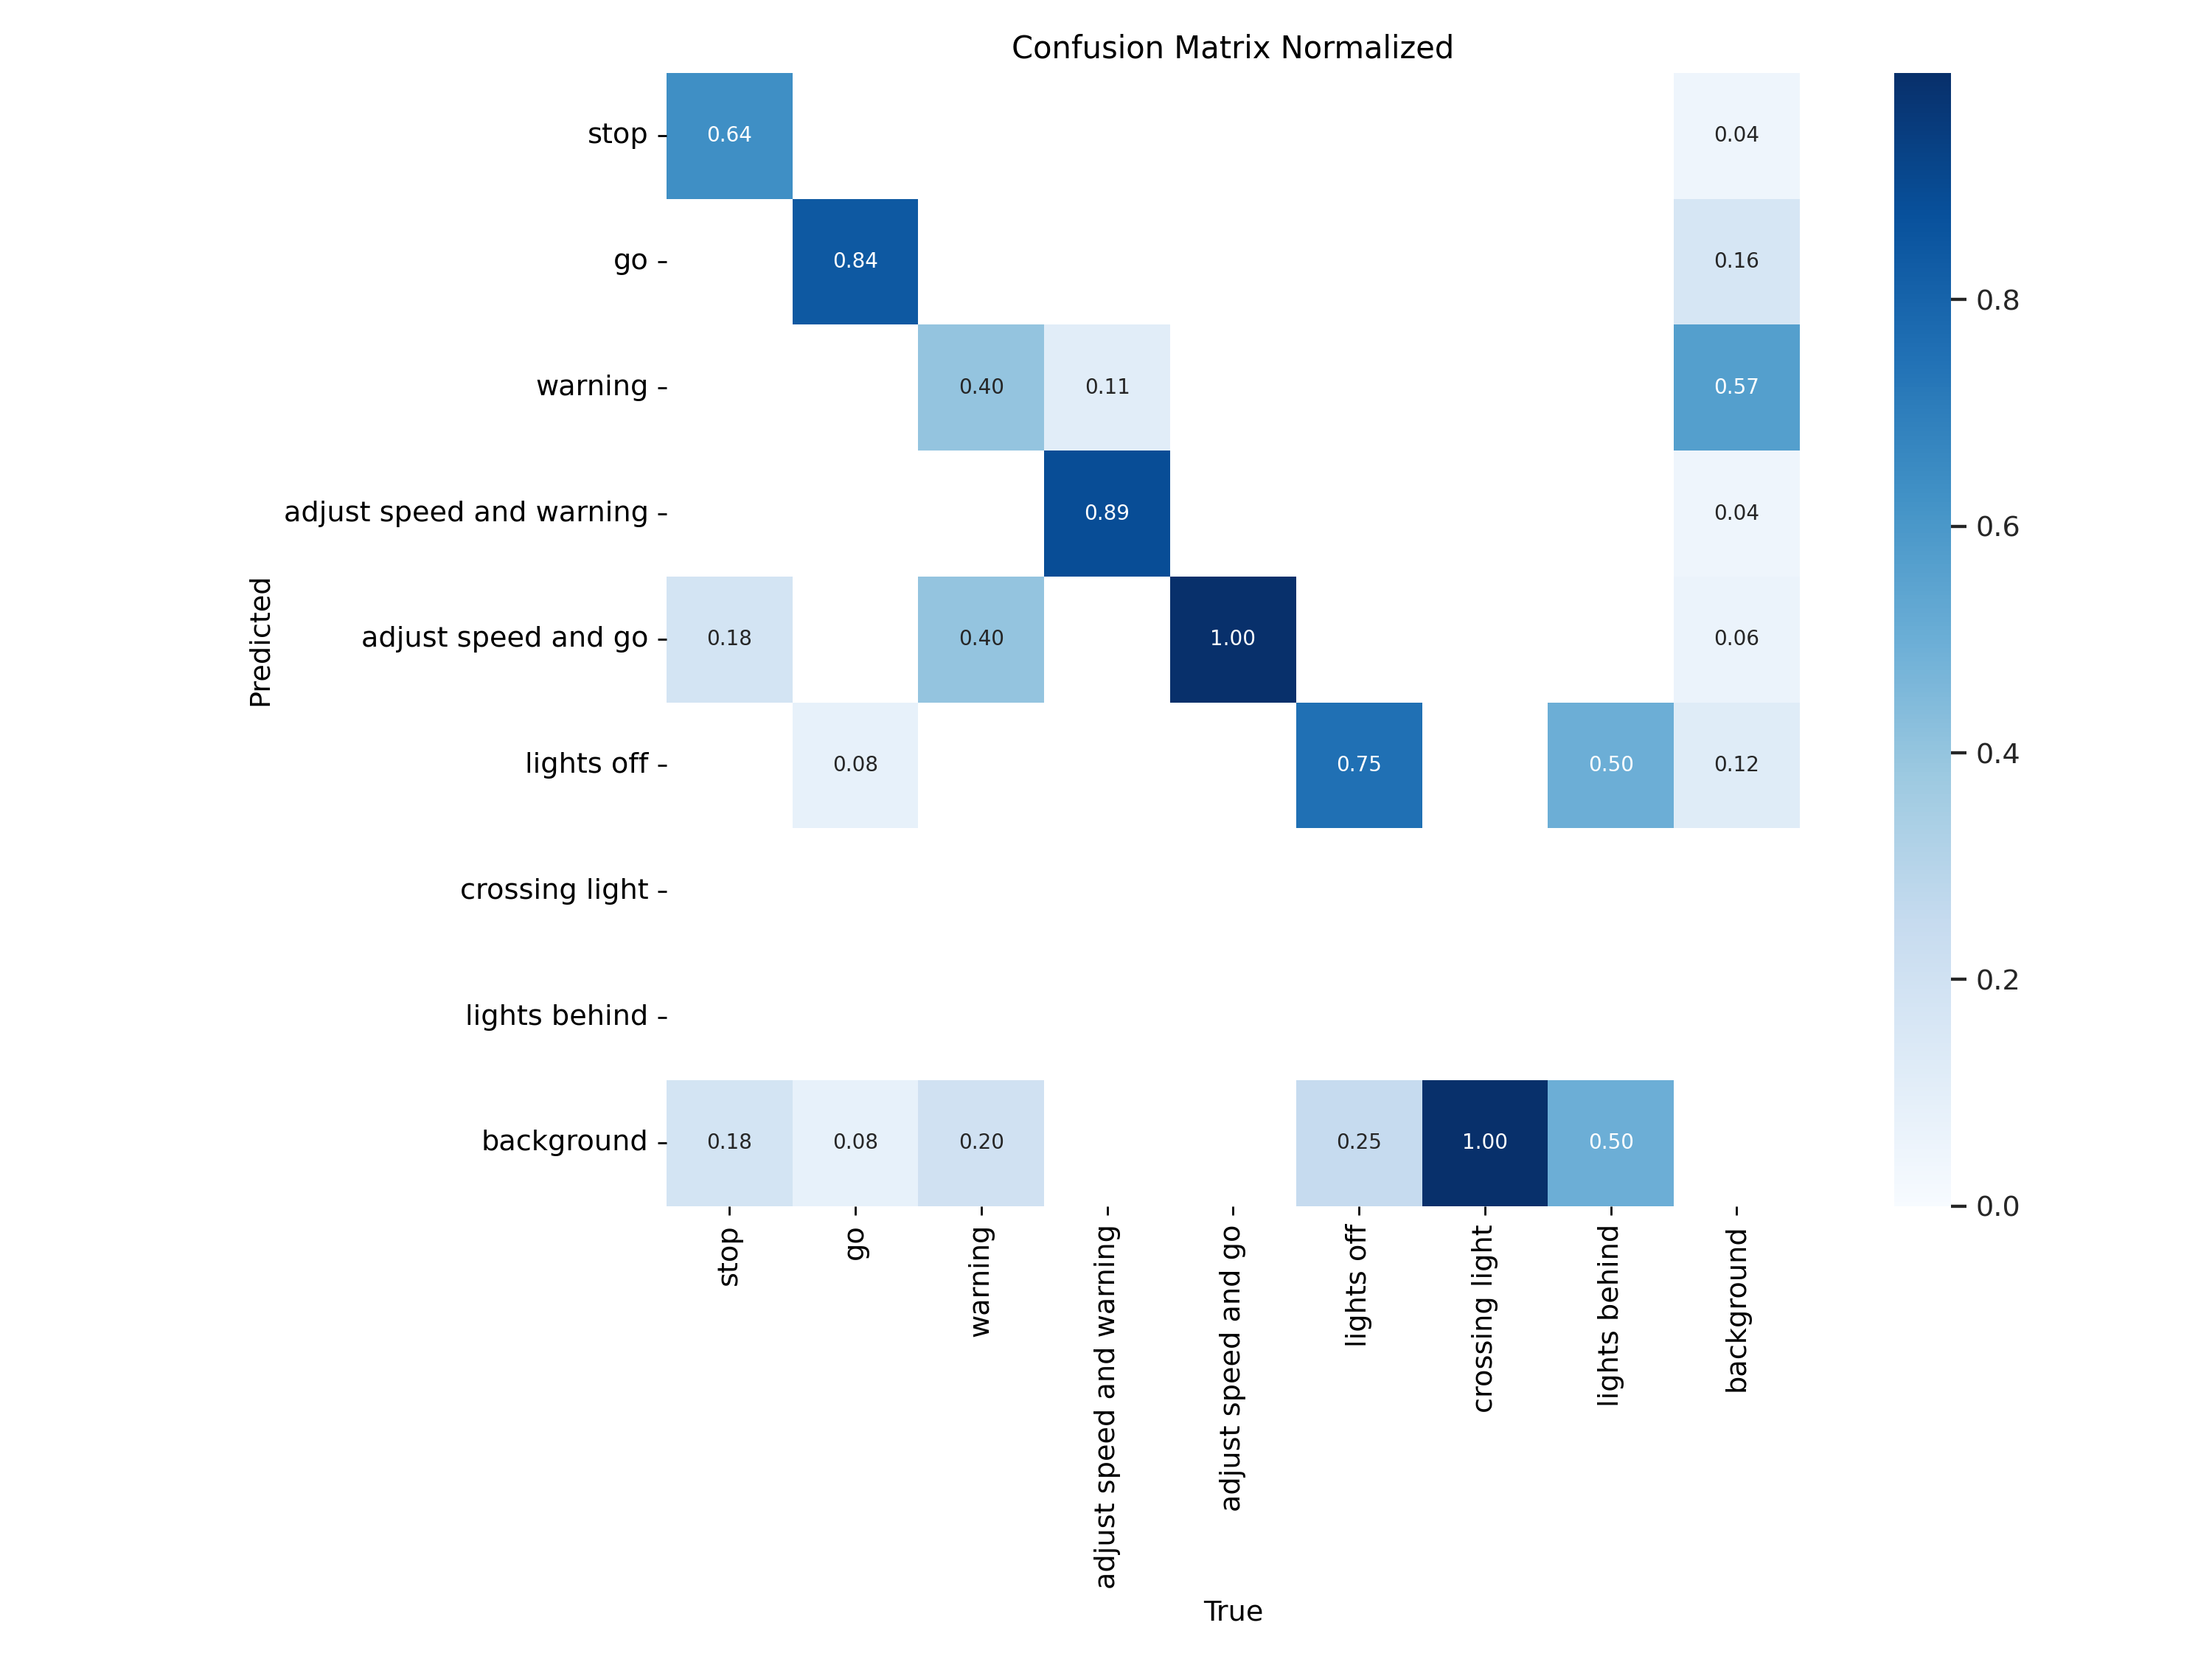 Confusion Matrix Normalized
stop 0.64 0.04
go 0.84 0.16
0.8
warning 0.40 0.11 0.57
adjust speed and warning 0.89 0.04
0.6
Predicted
adjust speed and go 0.18 0.40 1.00 0.06
lights off 0.08 0.75 0.50 0.12
0.4
crossing light
0.2
lights behind
background 0.18 0.08 0.20 0.25 1.00 0.50
0.0
stop
go
warning
adjust speed and warning
adjust speed and go
lights off
crossing light
lights behind
background
True